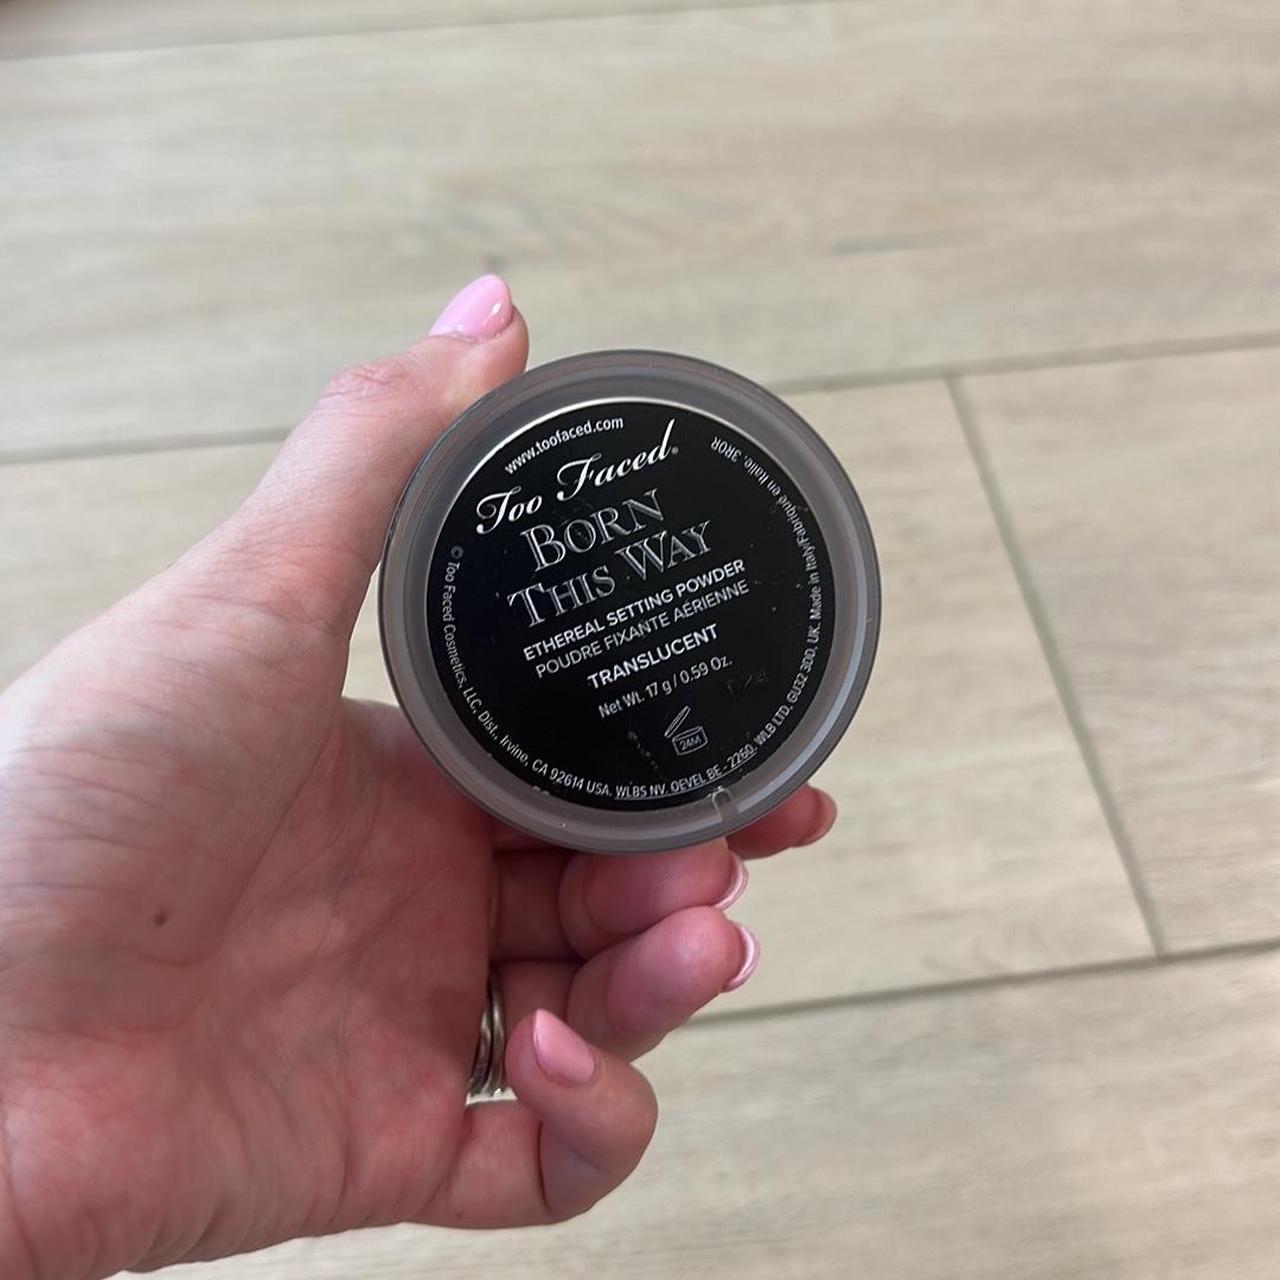 www.toofaced.com
Too Faced®
BORN
THIS WAY
ETHEREAL SETTING POWDER
POUDRE FIXANTE AÉRIENNE
TRANSLUCENT
Net Wt. 17 g / 0.59 Oz.
24M
© Too Faced Cosmetics, LLC, Dist., Irvine, CA 92614 USA. WLBS NV. OEVEL BE - 2260. WLB LTD. GU32 3DD. UK. Made in Italy/Fabriqué en Italie. 3R0R